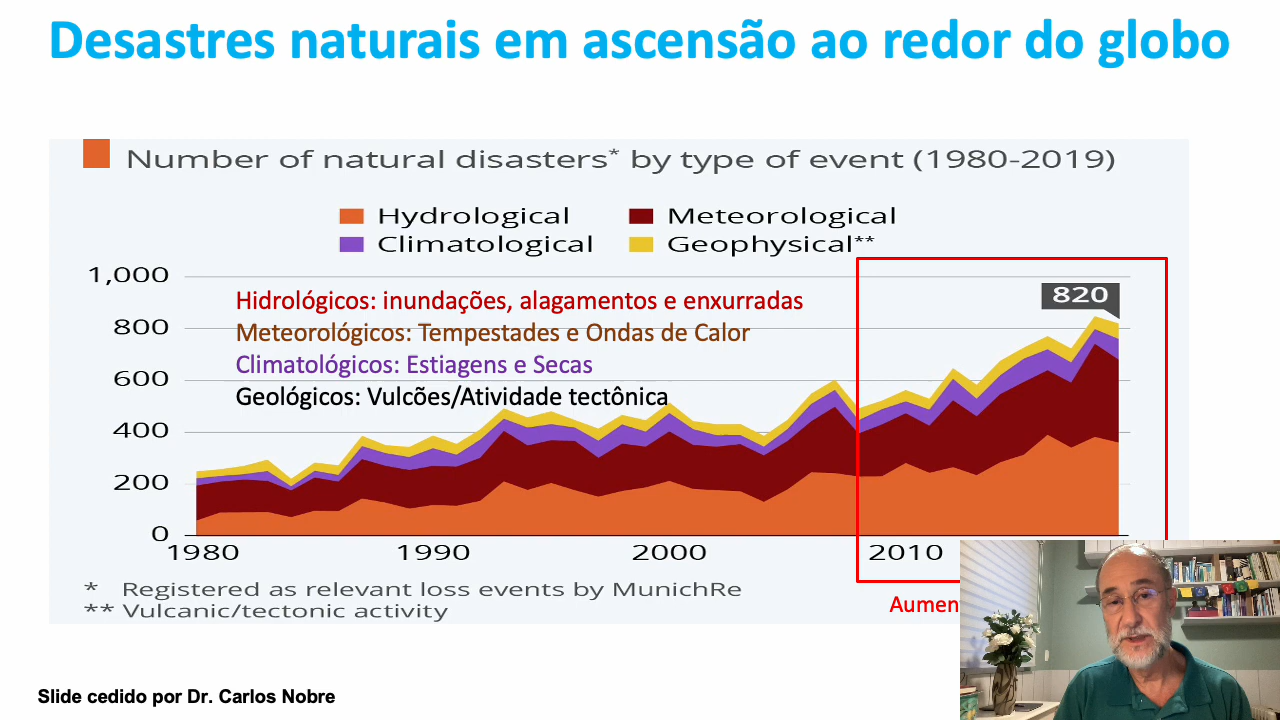 Desastres naturais em ascensão ao redor do globo
Number of natural disasters* by type of event (1980-2019)
Hydrological Meteorological
Climatological Geophysical**
1,000
Hidrológicos: inundações, alagamentos e enxurradas
820
800
Meteorológicos: Tempestades e Ondas de Calor
Climatológicos: Estiagens e Secas
600
Geológicos: Vulcões/Atividade tectônica
400
200
0
1980 1990 2000 2010
* Registered as relevant loss events by MunichRe
** Vulcanic/tectonic activity
Aumen
Slide cedido por Dr. Carlos Nobre